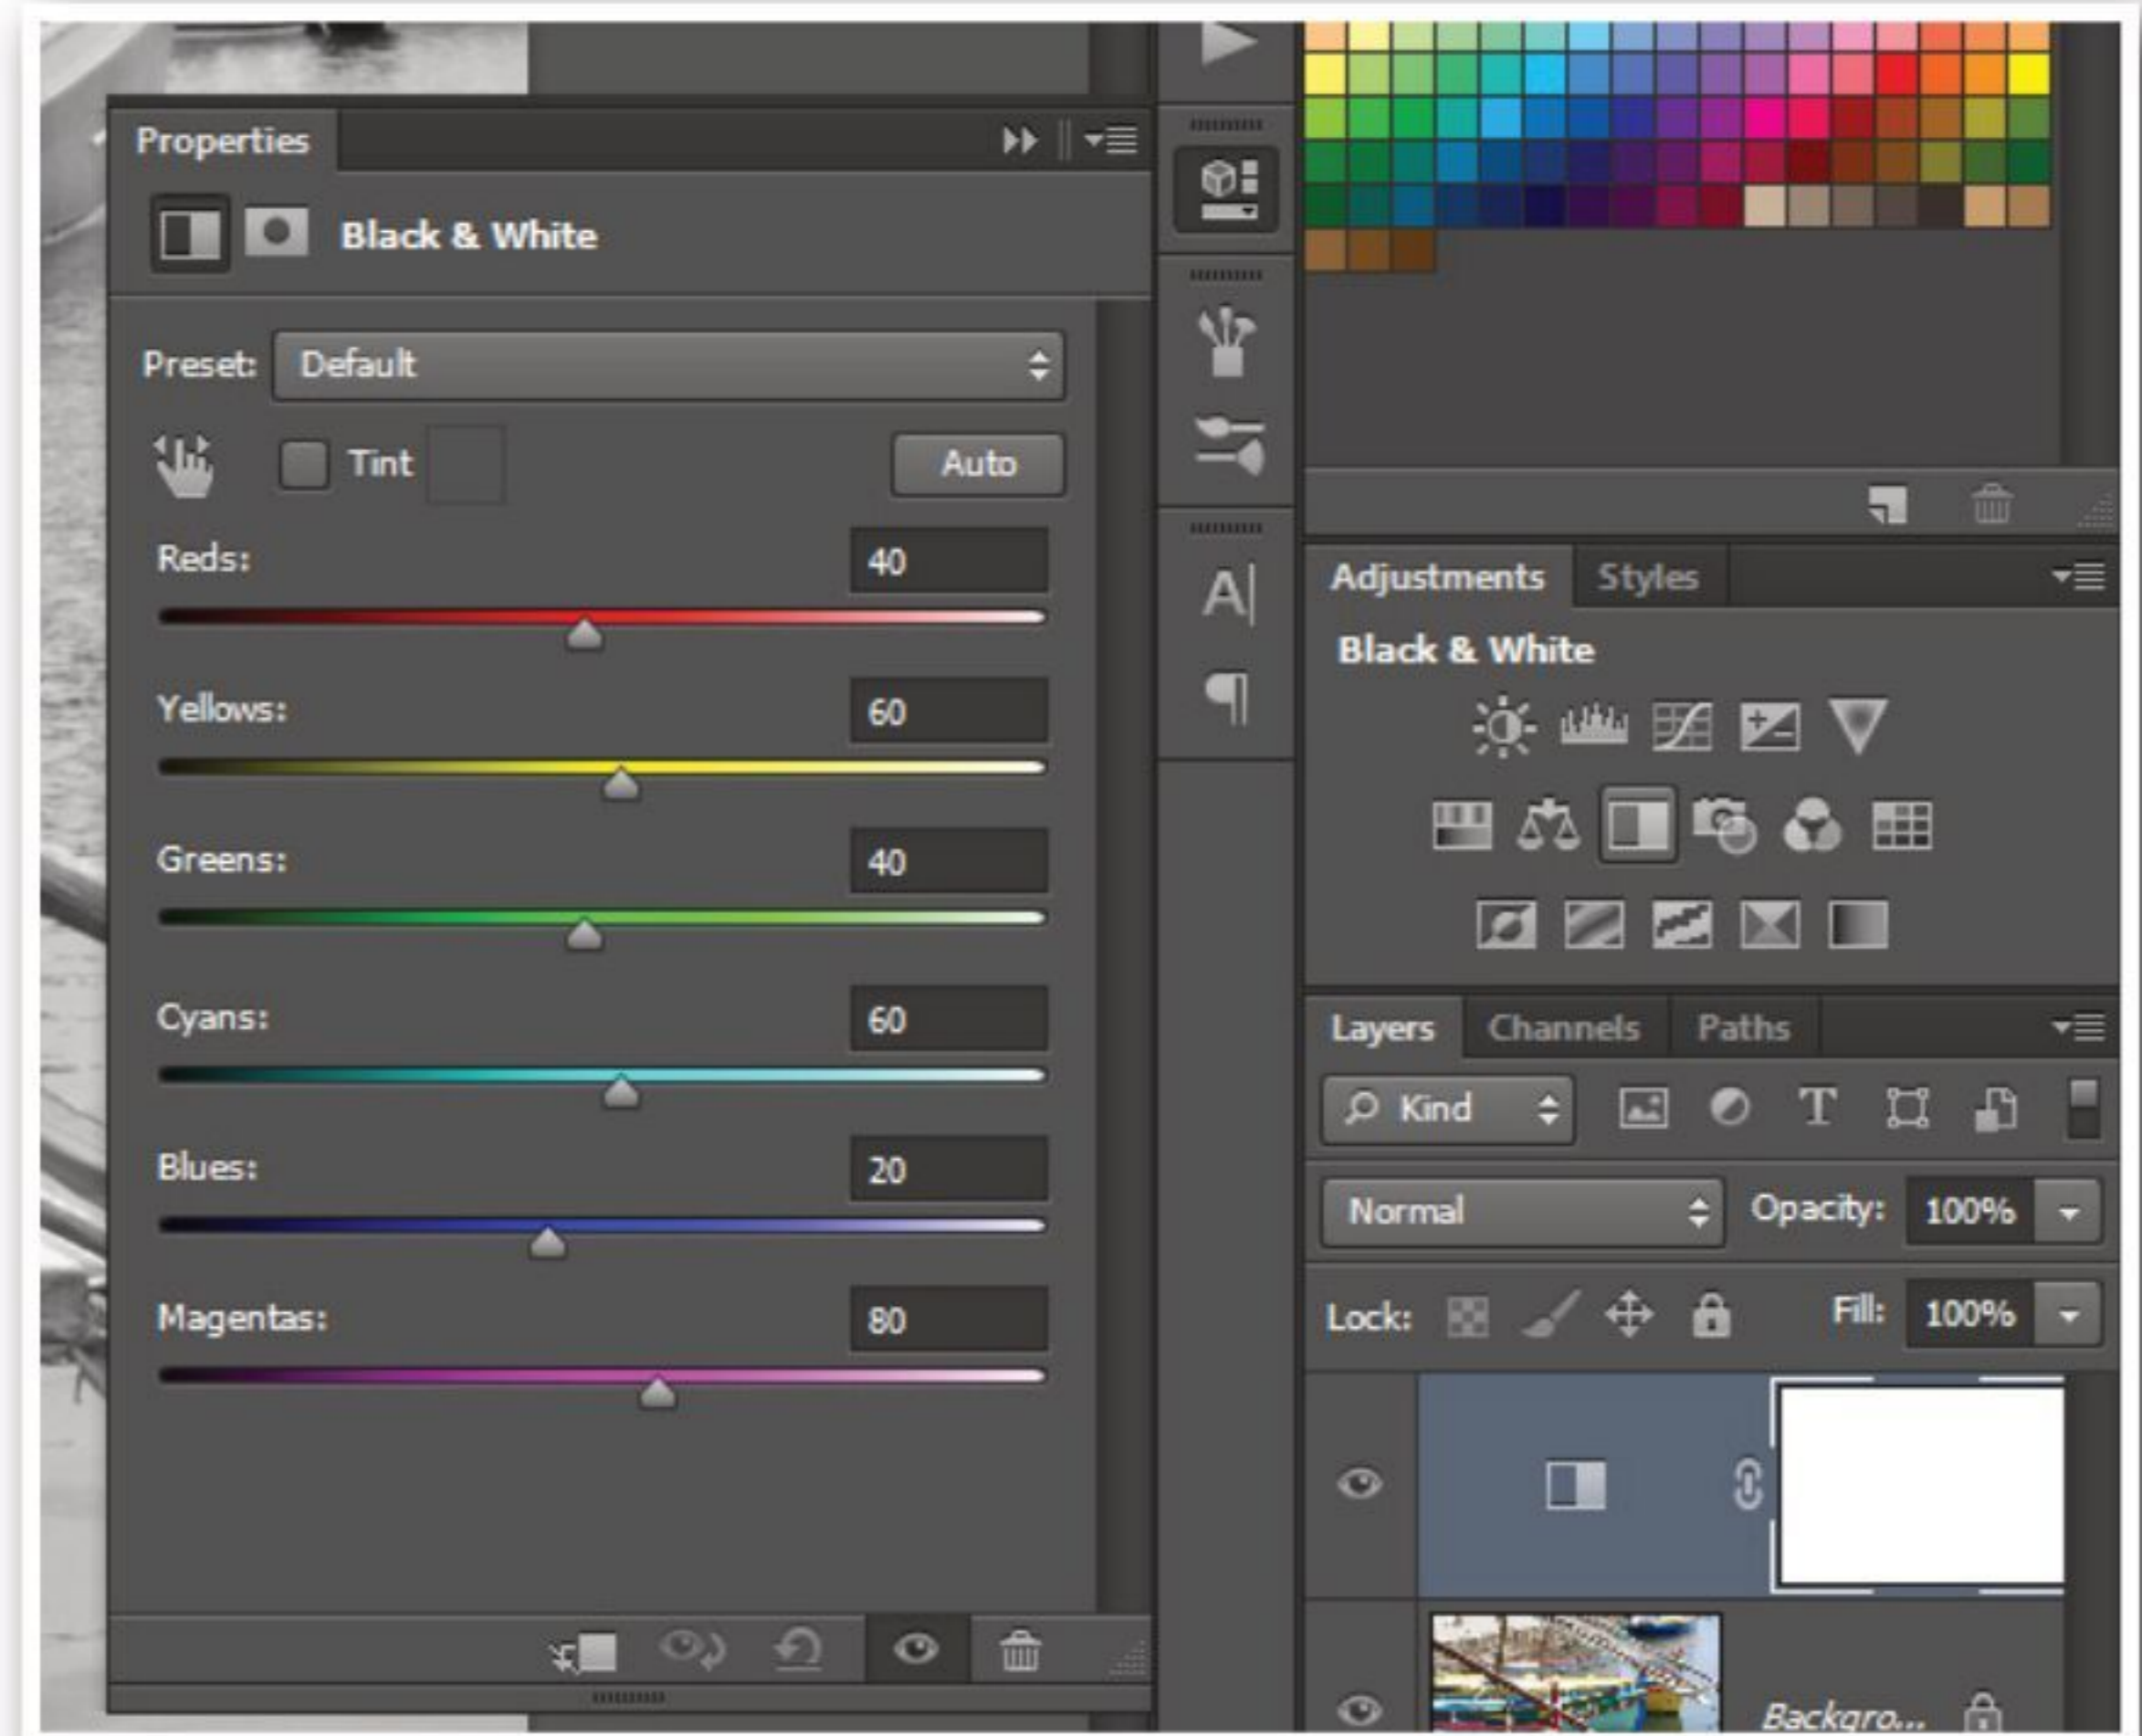 Properties
Black & White
Preset: Default
Tint
Auto
Reds: 40
Yellows: 60
Greens: 40
Cyans: 60
Blues: 20
Magentas: 80
A|
¶
Adjustments Styles
Black & White
Layers Channels Paths
Kind T
Normal Opacity: 100%
Lock: Fill: 100%
Backgro...